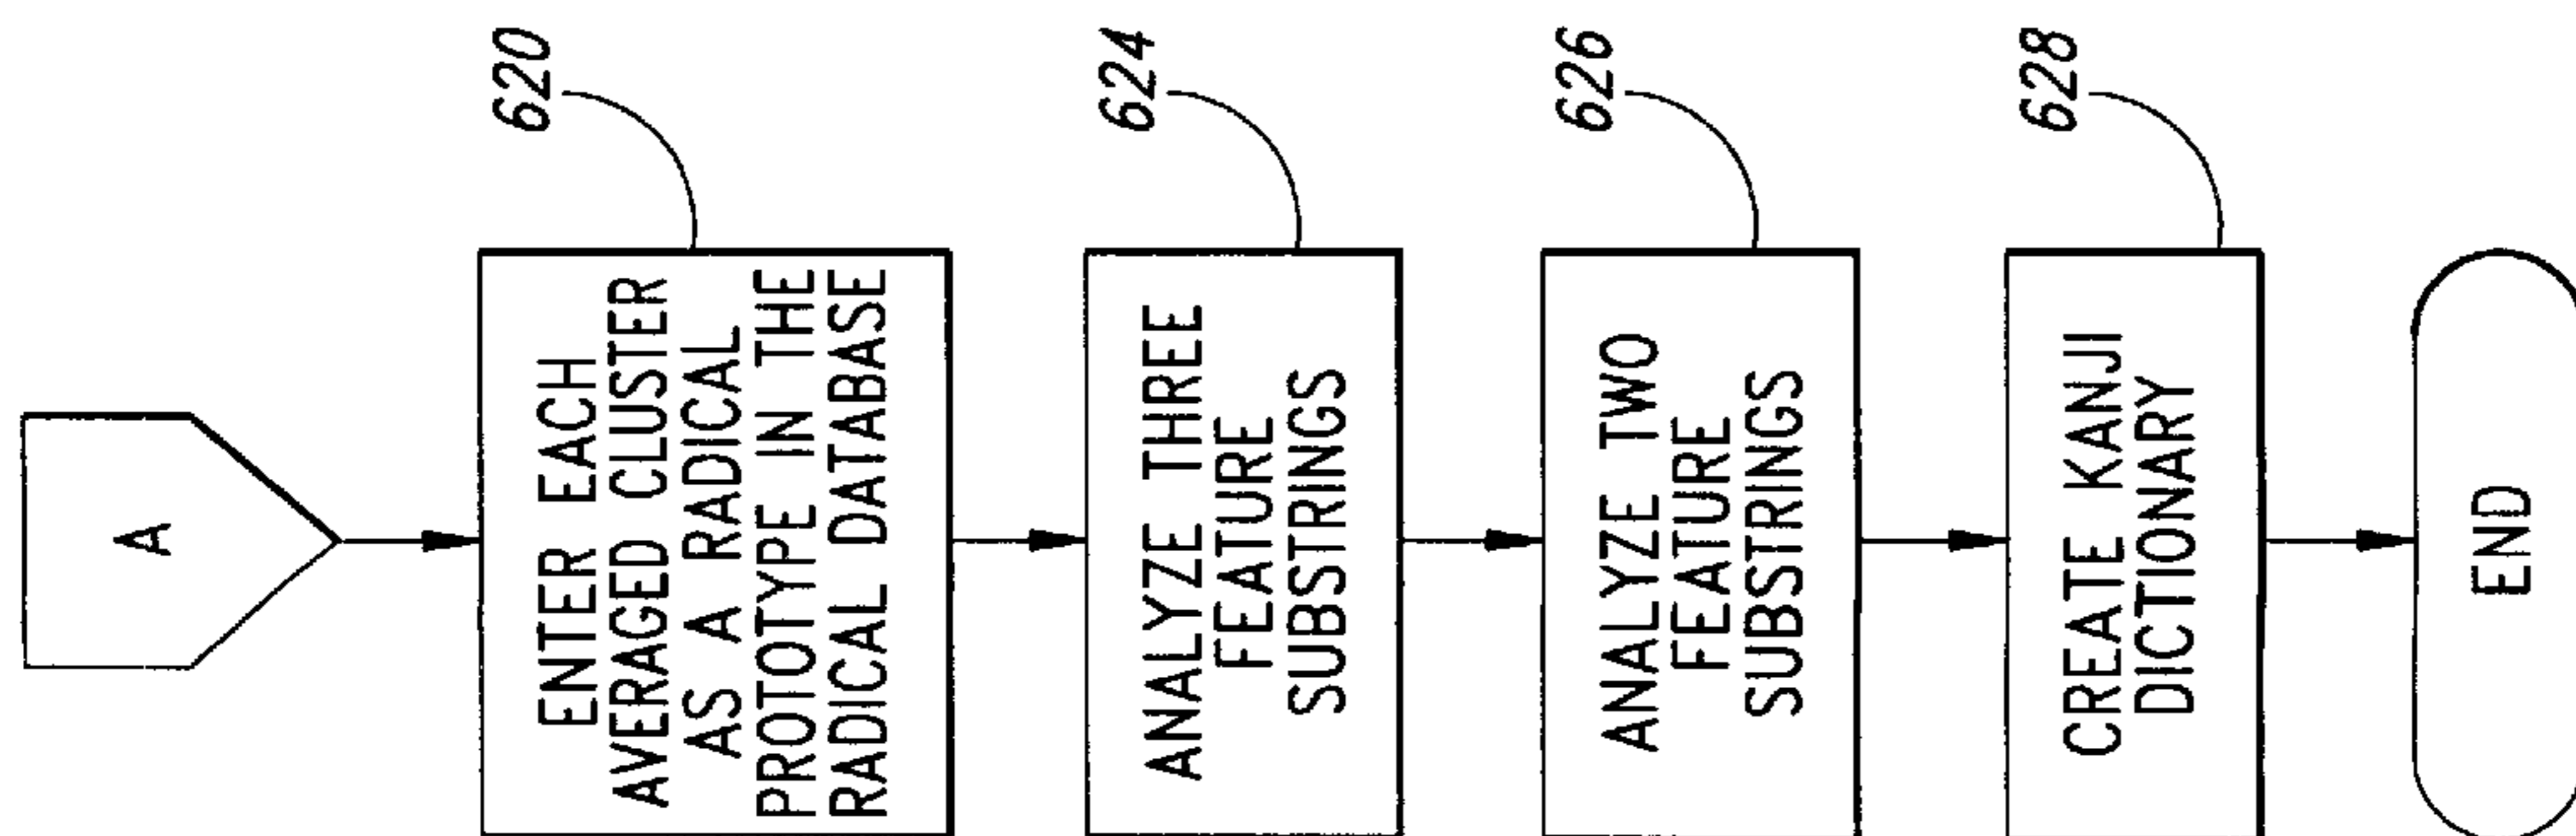 A
620
ENTER EACH
AVERAGED CLUSTER
AS A RADICAL
PROTOTYPE IN THE
RADICAL DATABASE
624
ANALYZE THREE
FEATURE
SUBSTRINGS
626
ANALYZE TWO
FEATURE
SUBSTRINGS
628
CREATE KANJI
DICTIONARY
END